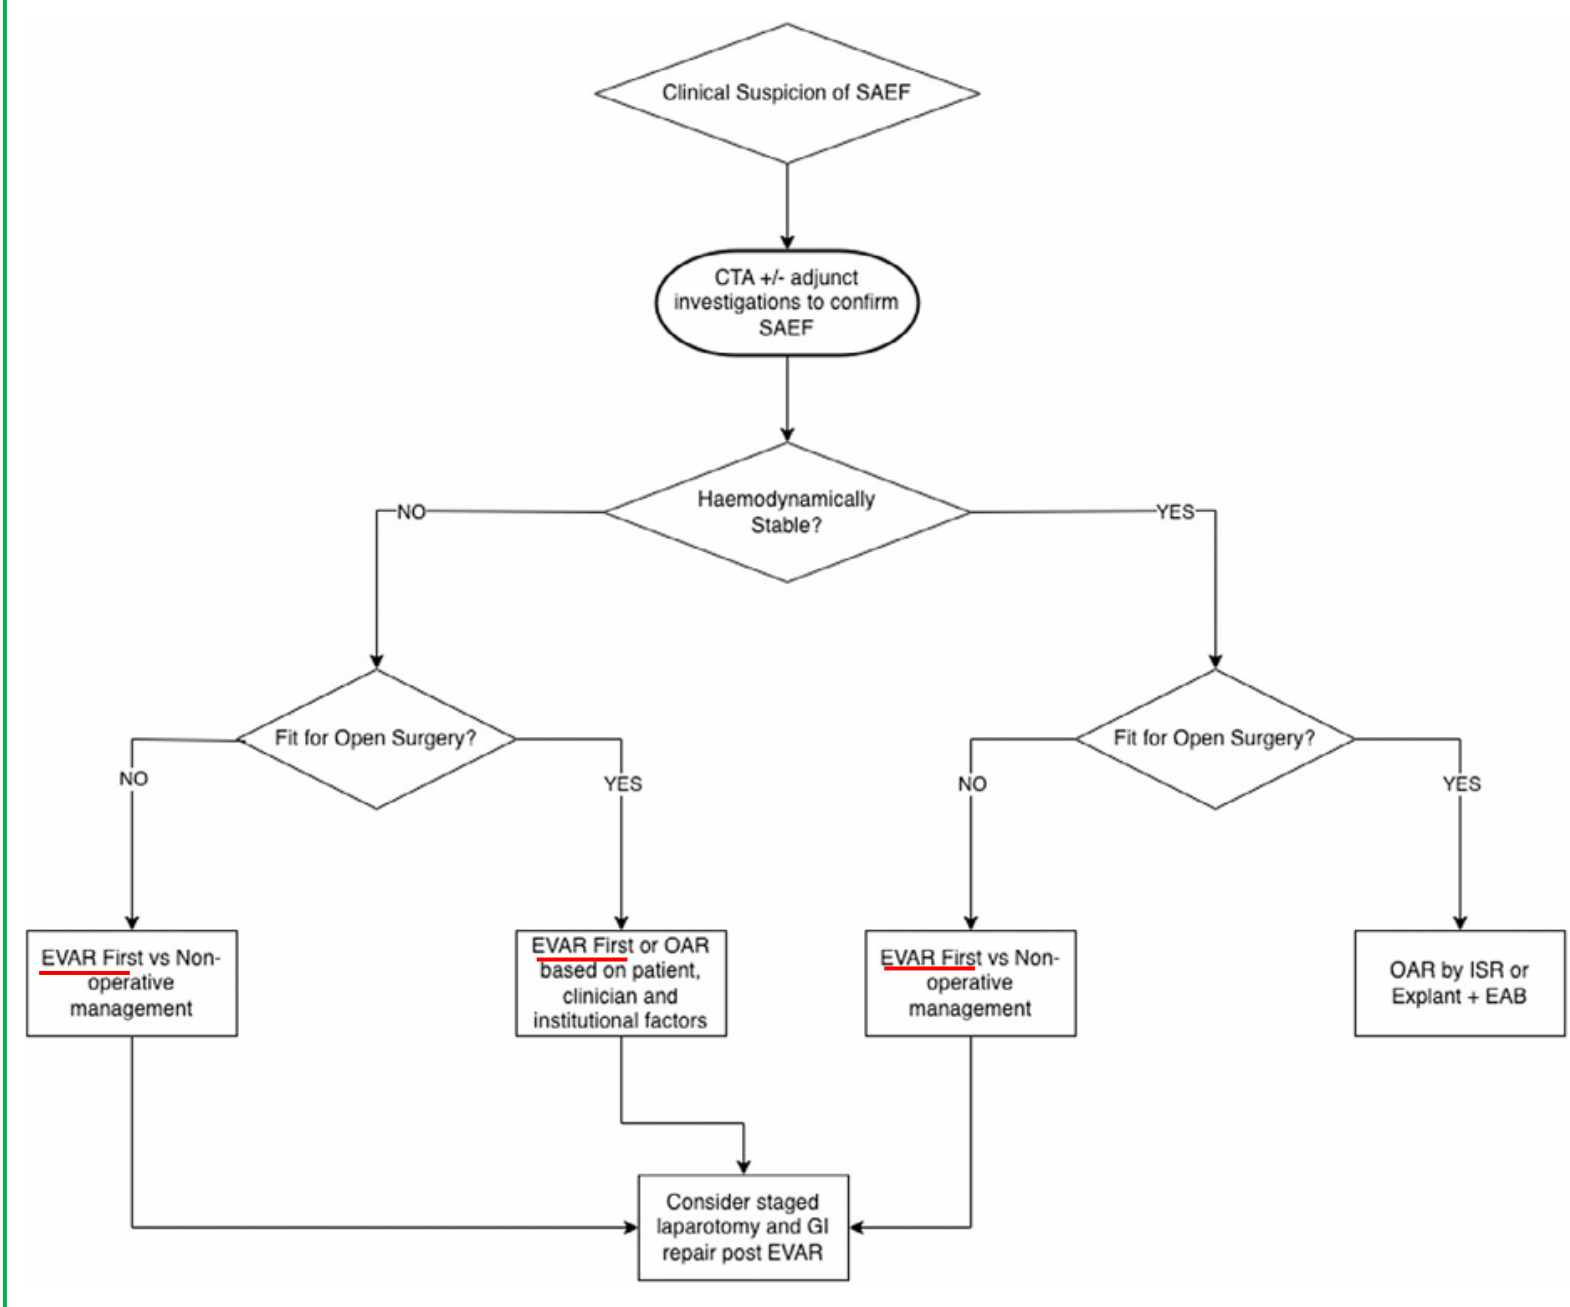 Clinical Suspicion of SAEF
CTA +/- adjunct
investigations to confirm
SAEF
Haemodynamically
Stable?
NO
YES
Fit for Open Surgery?
Fit for Open Surgery?
NO
YES
NO
YES
EVAR First vs Non-
operative
management
EVAR First or OAR
based on patient,
clinician and
institutional factors
EVAR First vs Non-
operative
management
OAR by ISR or
Explant + EAB
Consider staged
laparotomy and GI
repair post EVAR